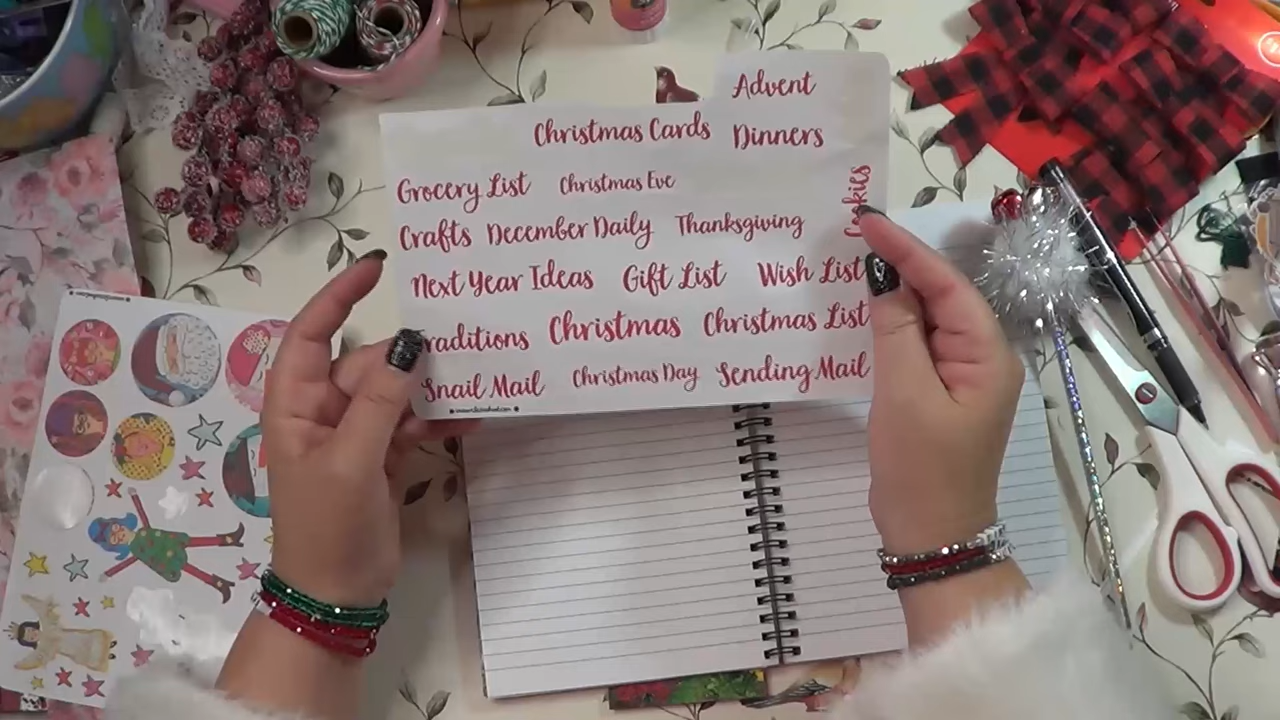 Advent
Christmas Cards Dinners
Grocery List Christmas Eve
Cookies
Crafts December Daily Thanksgiving
Next Year Ideas Gift List Wish List
raditions Christmas Christmas List
Snail Mail Christmas Day Sending Mail